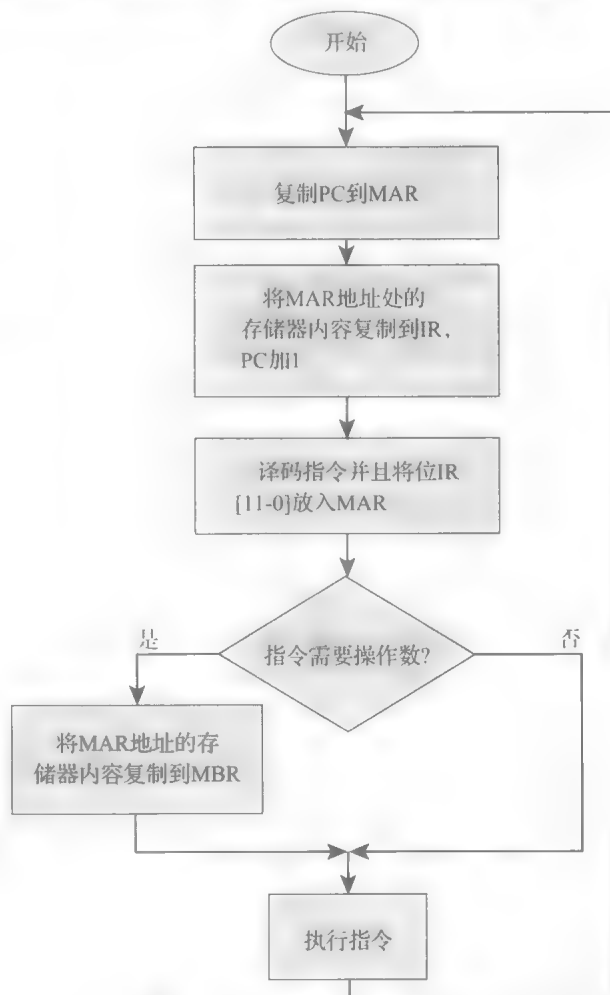 开始
复制PC到MAR
将MAR地址处的
存储器内容复制到IR,
PC加1
译码指令并且将位IR
[11-0]放入MAR
指令需要操作数?
是
否
将MAR地址的存
储器内容复制到MBR
执行指令